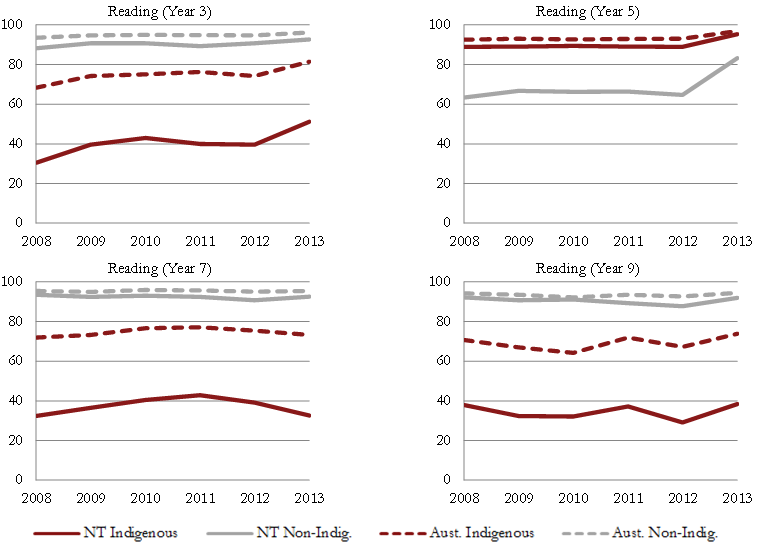 Reading (Year 3)
100
80
60
40
20
0
2008 2009 2010 2011 2012 2013
Reading (Year 5)
100
80
60
40
20
0
2008 2009 2010 2011 2012 2013
Reading (Year 7)
100
80
60
40
20
0
2008 2009 2010 2011 2012 2013
Reading (Year 9)
100
80
60
40
20
0
2008 2009 2010 2011 2012 2013
NT Indigenous NT Non-Indig. Aust. Indigenous Aust. Non-Indig.